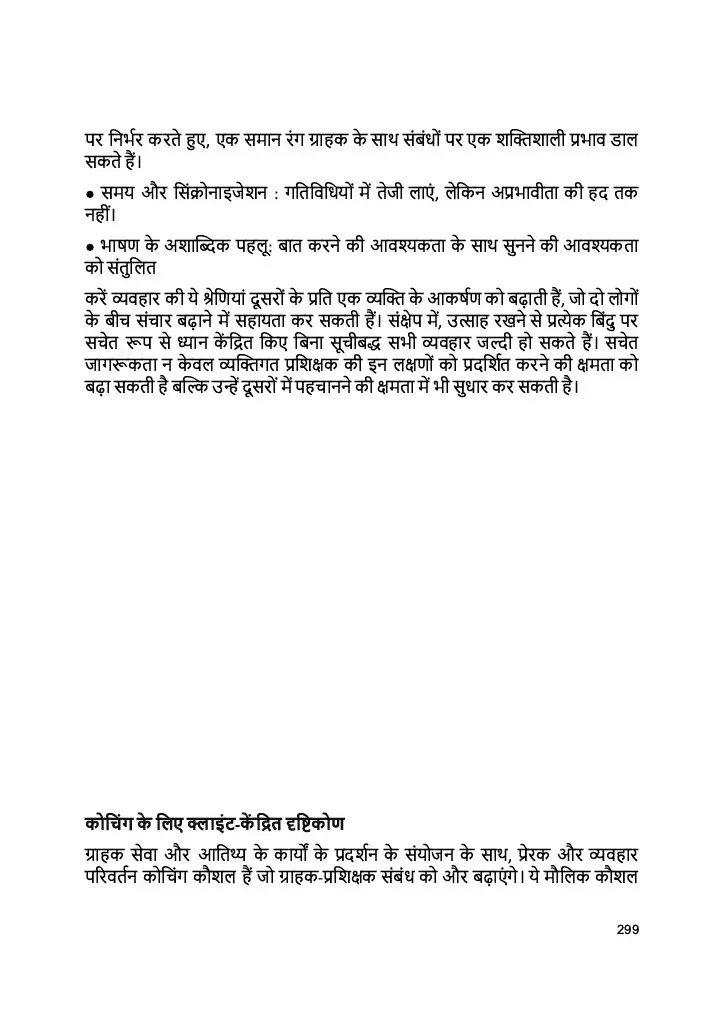 पर निर्भर करते हुए, एक समान रंग ग्राहक के साथ संबंधों पर एक शक्तिशाली प्रभाव डाल
सकते हैं।
● समय और सिंक्रोनाइजेशन : गतिविधियों में तेजी लाएं, लेकिन अप्रभावीता की हद तक
नहीं।
● भाषण के अशाब्दिक पहलू: बात करने की आवश्यकता के साथ सुनने की आवश्यकता
को संतुलित
करें व्यवहार की ये श्रेणियां दूसरों के प्रति एक व्यक्ति के आकर्षण को बढ़ाती हैं, जो दो लोगों
के बीच संचार बढ़ाने में सहायता कर सकती हैं। संक्षेप में, उत्साह रखने से प्रत्येक बिंदु पर
सचेत रूप से ध्यान केंद्रित किए बिना सूचीबद्ध सभी व्यवहार जल्दी हो सकते हैं। सचेत
जागरूकता न केवल व्यक्तिगत प्रशिक्षक की इन लक्षणों को प्रदर्शित करने की क्षमता को
बढ़ा सकती है बल्कि उन्हें दूसरों में पहचानने की क्षमता में भी सुधार कर सकती है।
कोचिंग के लिए क्लाइंट-केंद्रित दृष्टिकोण
ग्राहक सेवा और आतिथ्य के कार्यों के प्रदर्शन के संयोजन के साथ, प्रेरक और व्यवहार
परिवर्तन कोचिंग कौशल हैं जो ग्राहक-प्रशिक्षक संबंध को और बढ़ाएंगे। ये मौलिक कौशल
299